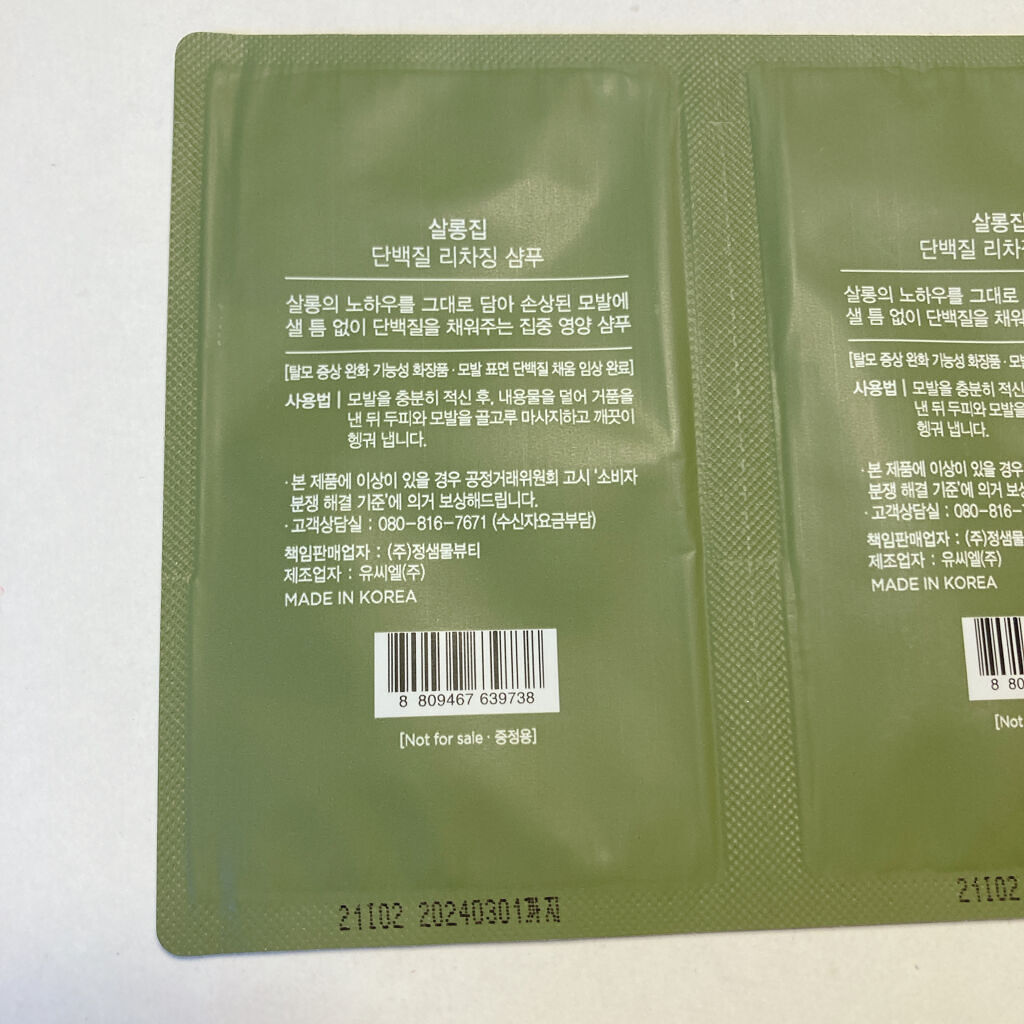 살롱집
단백질 리차징 샴푸
살롱의 노하우를 그대로 담아 손상된 모발에
샐 틈 없이 단백질을 채워주는 집중 영양 샴푸
[탈모 증상 완화 기능성 화장품 · 모발 표면 단백질 채움 임상 완료]
사용법 | 모발을 충분히 적신 후, 내용물을 덜어 거품을
낸 뒤 두피와 모발을 골고루 마사지하고 깨끗이
헹궈 냅니다.
· 본 제품에 이상이 있을 경우 공정거래위원회 고시 '소비자
분쟁 해결 기준'에 의거 보상해드립니다.
· 고객상담실 : 080-816-7671 (수신자요금부담)
책임판매업자 : (주)정샘물뷰티
제조업자 : 유씨엘(주)
MADE IN KOREA
8 809467 639738
[Not for sale · 증정용]
21I02 20240301까지
살롱집
단백질 리차징
살롱의 노하우를 그대로
샐 틈 없이 단백질을 채워
[탈모 증상 완화 기능성 화장품 · 모발
사용법 | 모발을 충분히 적신
낸 뒤 두피와 모발을
헹궈 냅니다.
· 본 제품에 이상이 있을 경우
분쟁 해결 기준'에 의거 보상
· 고객상담실 : 080-816-7
책임판매업자 : (주)정샘물
제조업자 : 유씨엘(주)
MADE IN KOREA
8 80
[Not
21I02